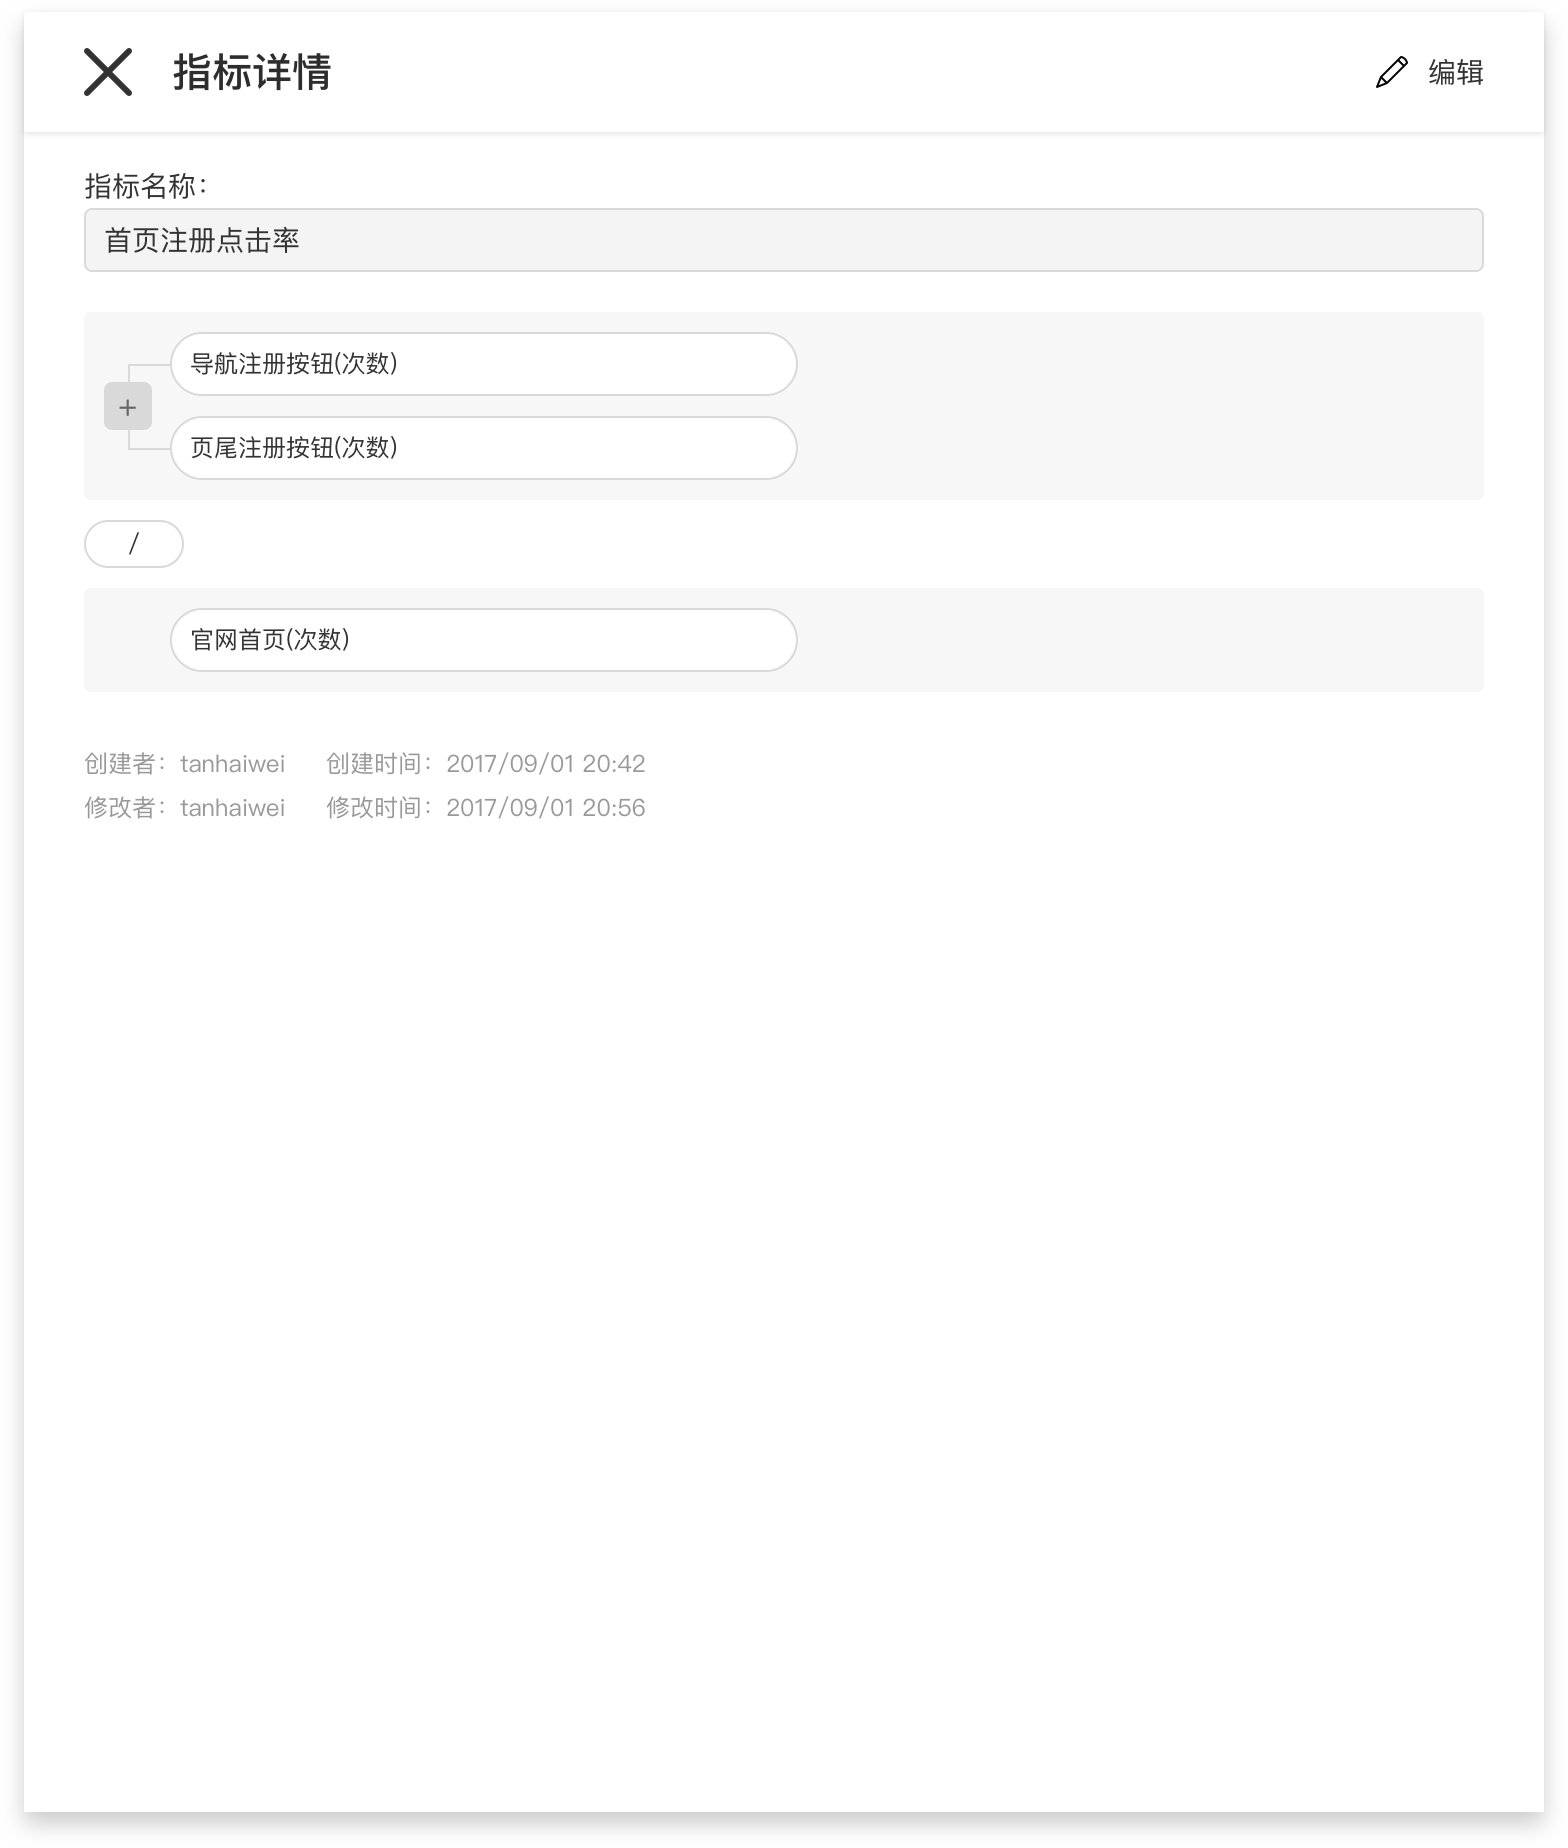 指标详情
编辑
指标名称：
首页注册点击率
导航注册按钮(次数)
+
页尾注册按钮(次数)
/
官网首页(次数)
创建者：tanhaiwei 创建时间：2017/09/01 20:42
修改者：tanhaiwei 修改时间：2017/09/01 20:56